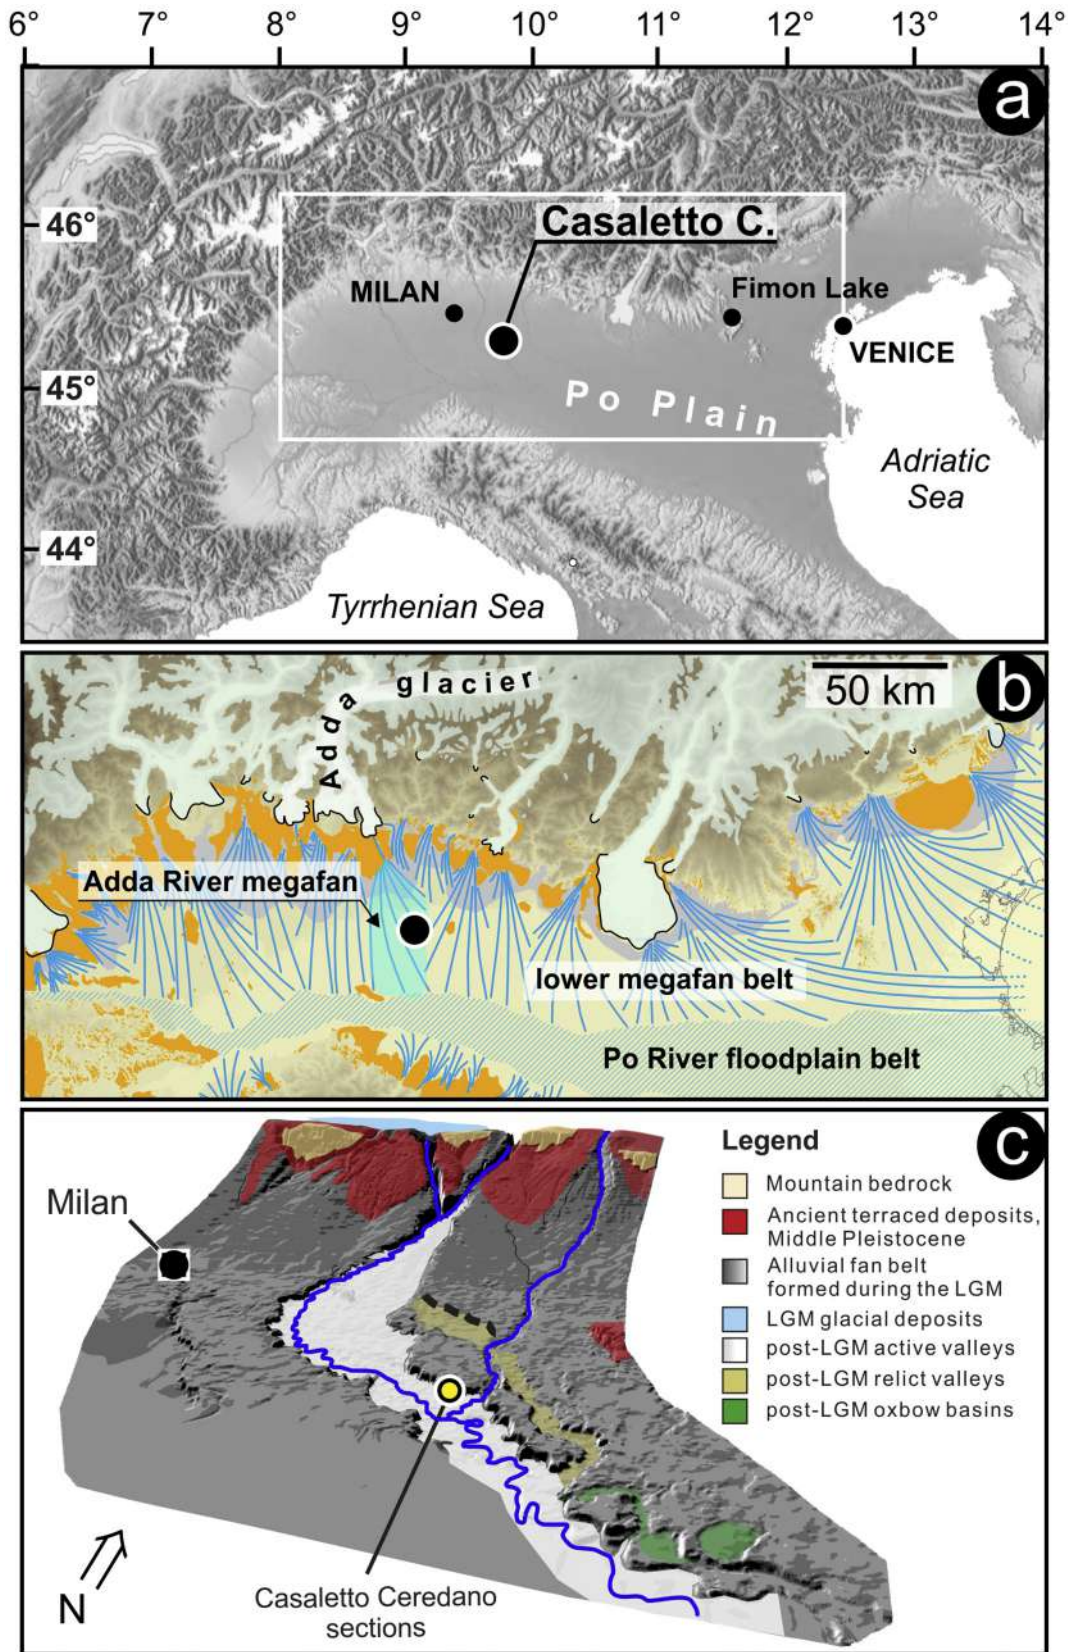 6° 7° 8° 9° 10° 11° 12° 13° 14°
a
46°
Casaletto C.
MILAN
Fimon Lake
VENICE
45°
Po Plain
Adriatic
Sea
44°
Tyrrhenian Sea
b
50 km
Adda glacier
Adda River megafan
lower megafan belt
Po River floodplain belt
c
Milan
Legend
Mountain bedrock
Ancient terraced deposits,
Middle Pleistocene
Alluvial fan belt
formed during the LGM
LGM glacial deposits
post-LGM active valleys
post-LGM relict valleys
post-LGM oxbow basins
N
Casaletto Ceredano
sections